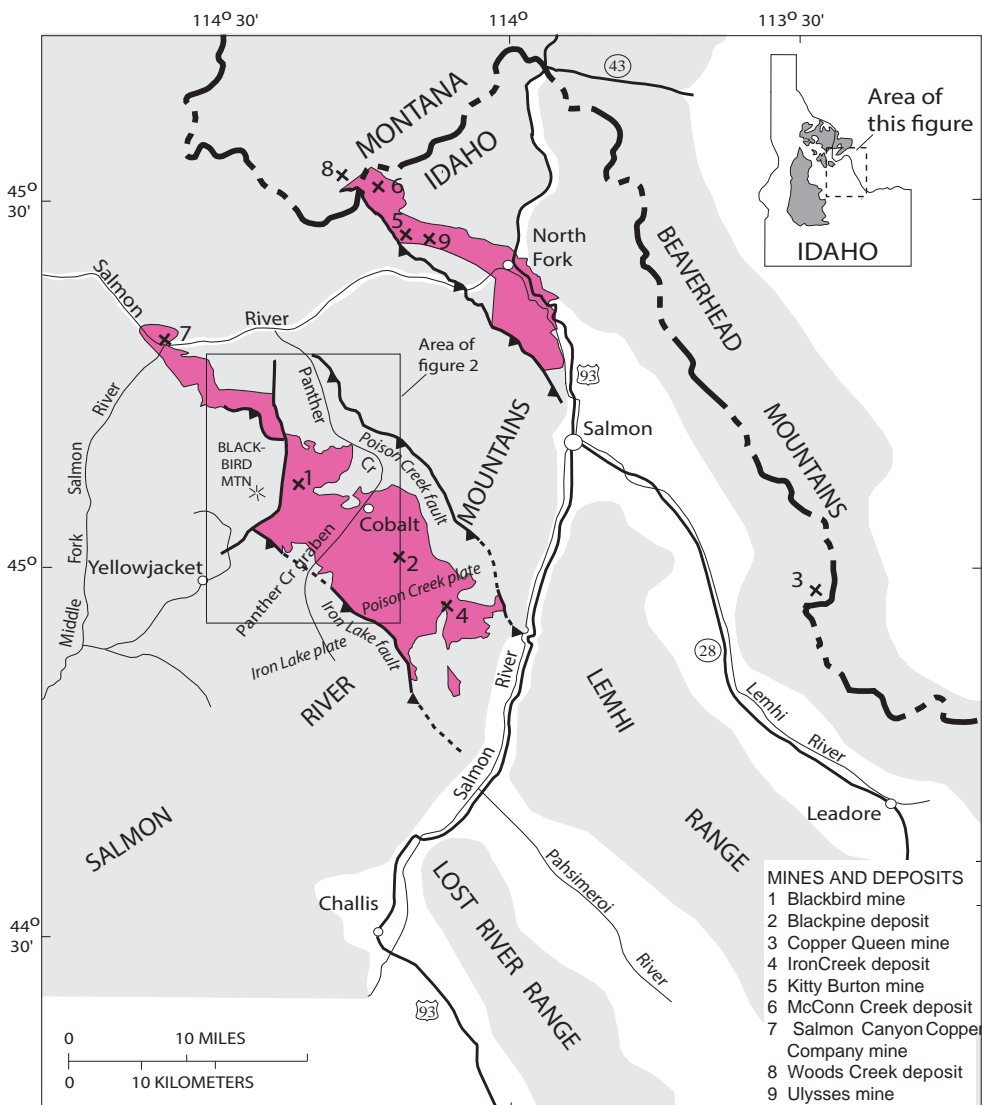 114° 30'
114°
113° 30'
43
MONTANA
IDAHO
Area of
this figure
IDAHO
8
6
5
9
45°
30'
North
Fork
BEAVERHEAD
MOUNTAINS
Salmon
River
7
Area of
figure 2
Panther
Cr
93
River
Salmon
Fork
Middle
BLACK-
BIRD
MTN
Poison Creek fault
MOUNTAINS
Salmon
1
Cobalt
2
45°
Yellowjacket
Panther Cr graben
Poison Creek plate
4
3
Iron Lake fault
Iron Lake plate
River
Salmon
28
Lemhi
River
RIVER
SALMON
LEMHI
RANGE
Leadore
Challis
Pahsimeroi
River
LOST RIVER RANGE
44°
30'
93
0 10 MILES
0 10 KILOMETERS
MINES AND DEPOSITS
1 Blackbird mine
2 Blackpine deposit
3 Copper Queen mine
4 IronCreek deposit
5 Kitty Burton mine
6 McConn Creek deposit
7 Salmon Canyon Copper
Company mine
8 Woods Creek deposit
9 Ulysses mine